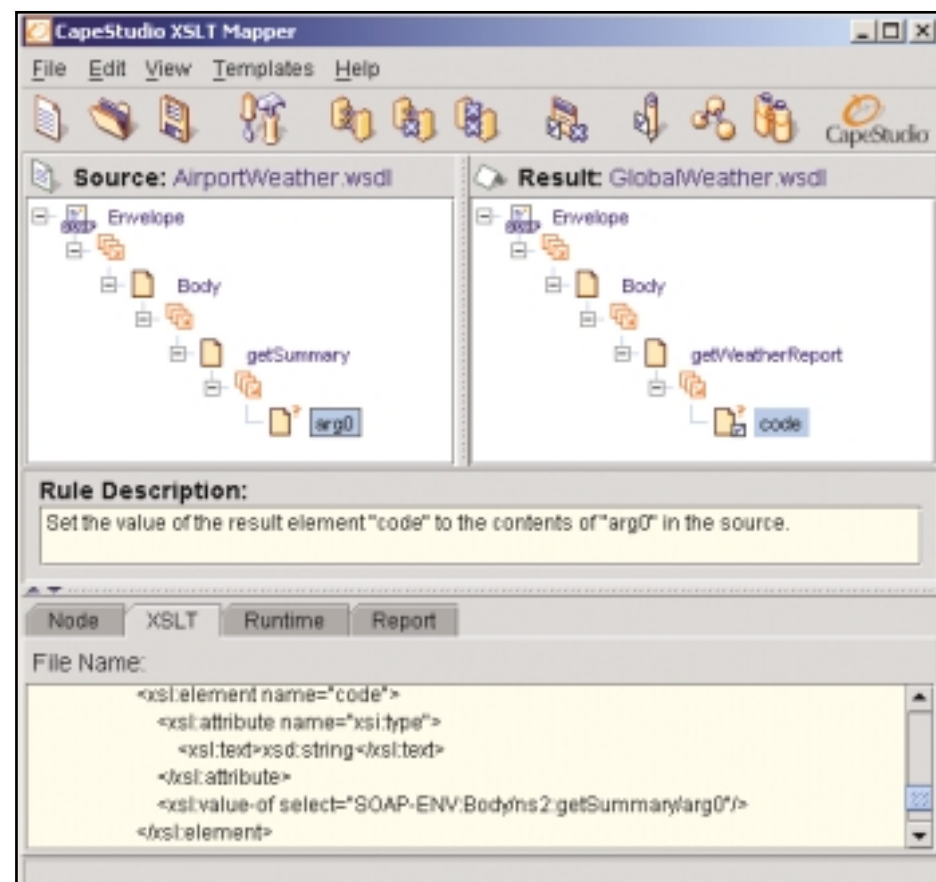 CapeStudio XSLT Mapper
File Edit View Templates Help
CapeStudio
Source: AirportWeather.wsdl
Result: GlobalWeather.wsdl
Envelope
Body
getSummary
arg0
Envelope
Body
getWeatherReport
code
Rule Description:
Set the value of the result element "code" to the contents of "arg0" in the source.
Node XSLT Runtime Report
File Name:
<xsl:element name="code">
<xsl:attribute name="xsi:type">
<xsl:text>xsd:string</xsl:text>
</xsl:attribute>
<xsl:value-of select="SOAP-ENV:Body/ns2:getSummary/arg0"/>
</xsl:element>